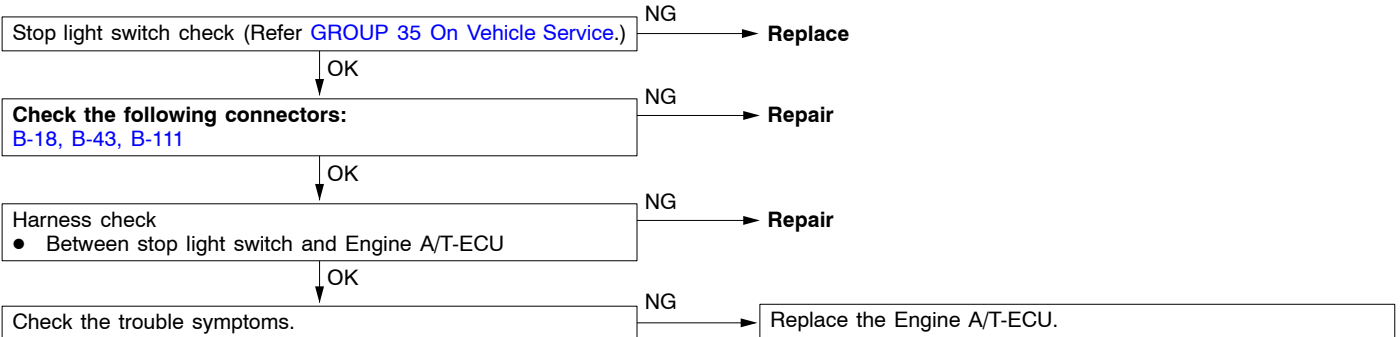 Stop light switch check (Refer GROUP 35 On Vehicle Service.)
NG
Replace
OK
Check the following connectors:
B-18, B-43, B-111
NG
Repair
OK
Harness check
● Between stop light switch and Engine A/T-ECU
NG
Repair
OK
Check the trouble symptoms.
NG
Replace the Engine A/T-ECU.